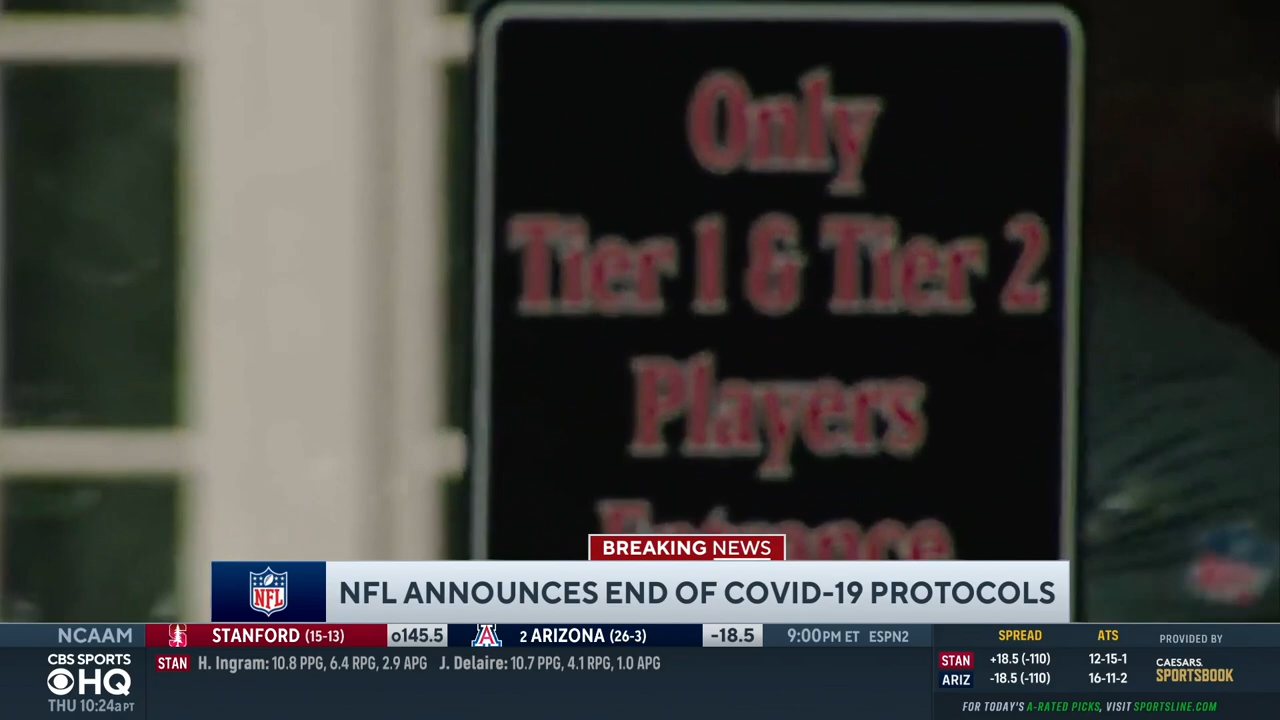 Only
Tier 1 & Tier 2
Players
Entrance
BREAKING NEWS
NFL
NFL ANNOUNCES END OF COVID-19 PROTOCOLS
NCAAM
STANFORD (15-13)
o145.5
A
2 ARIZONA (26-3)
-18.5
9:00PM ET ESPN2
CBS SPORTS
HQ
THU 10:24a PT
STAN H. Ingram: 10.8 PPG, 6.4 RPG, 2.9 APG J. Delaire: 10.7 PPG, 4.1 RPG, 1.0 APG
SPREAD ATS
STAN +18.5 (-110) 12-15-1
ARIZ -18.5 (-110) 16-11-2
PROVIDED BY
CAESARS
SPORTSBOOK
FOR TODAY'S A-RATED PICKS, VISIT SPORTSLINE.COM